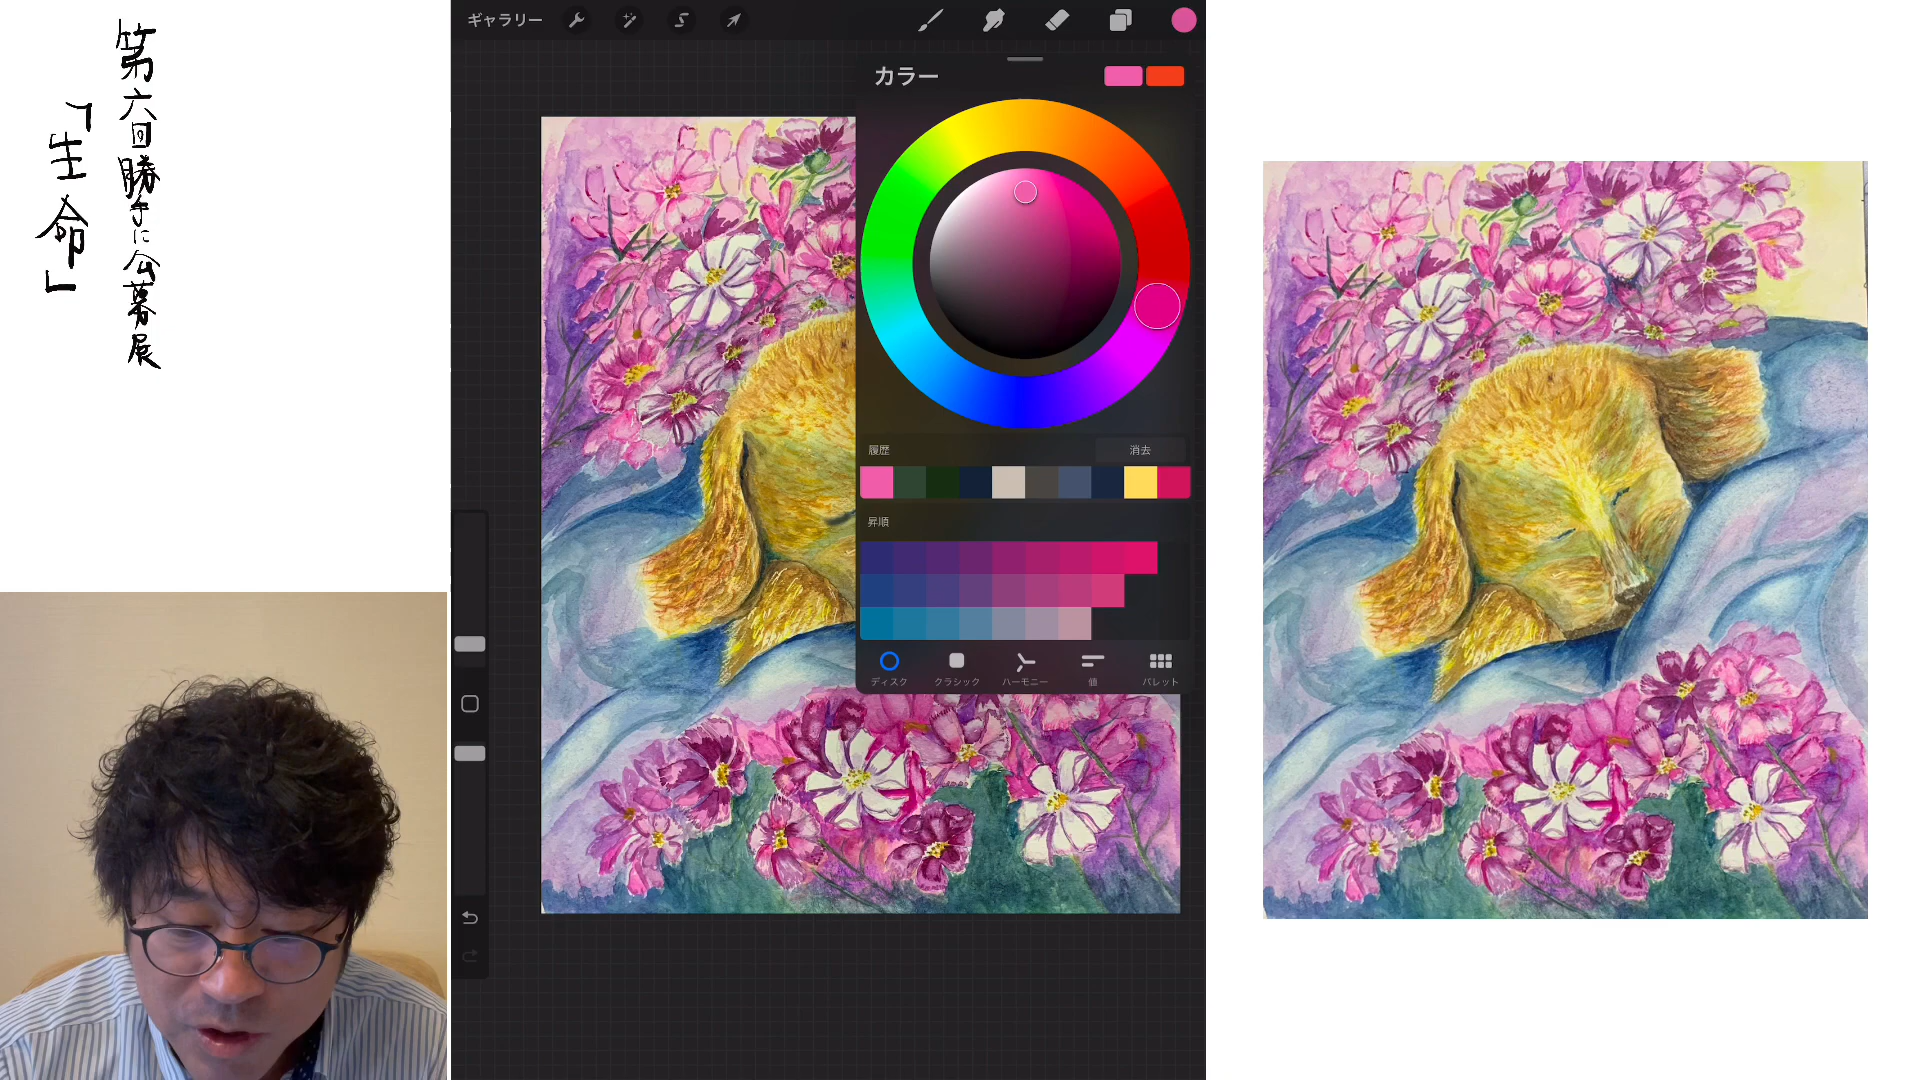 第六回勝手に公募展
「生命」
ギャラリー
カラー
履歴
消去
昇順
ディスク
クラシック
ハーモニー
値
パレット